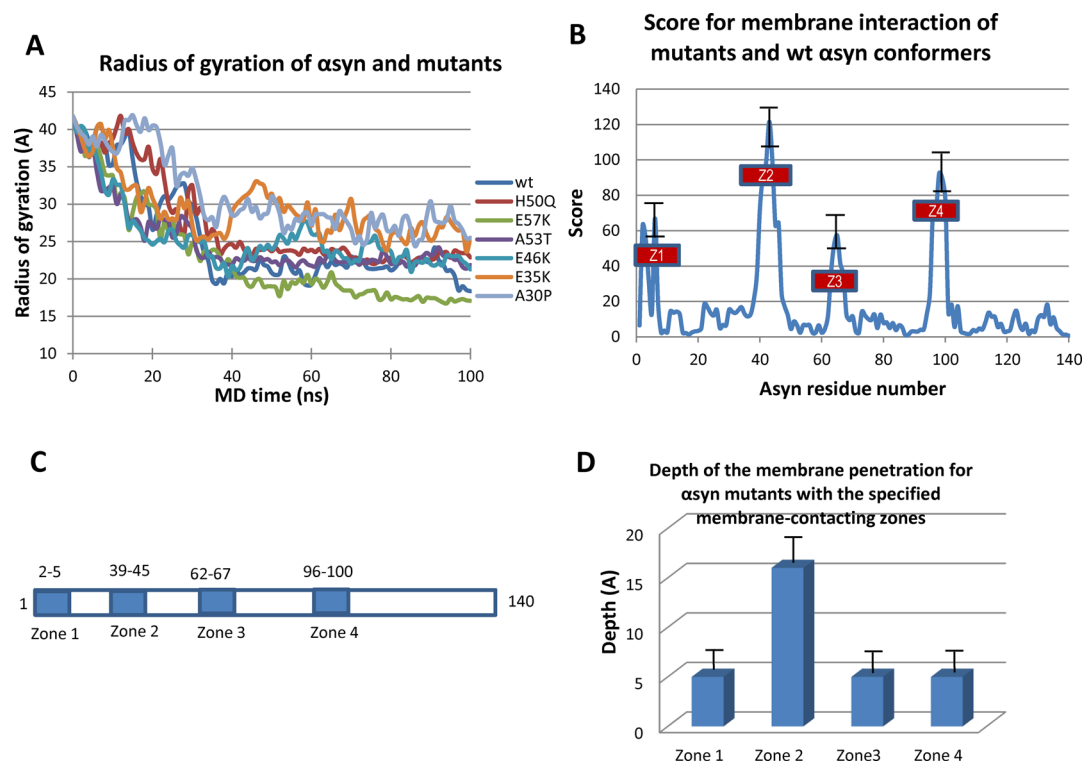 A
Radius of gyration of αsyn and mutants
Radius of gyration (A)
45
40
35
30
25
20
15
10
0 20 40 60 80 100
MD time (ns)
wt
H50Q
E57K
A53T
E46K
E35K
A30P
B
Score for membrane interaction of
mutants and wt αsyn conformers
Score
140
120
100
80
60
40
20
0
Z1
Z2
Z3
Z4
0 20 40 60 80 100 120 140
Asyn residue number
C
2-5 39-45 62-67 96-100
1 140
Zone 1 Zone 2 Zone 3 Zone 4
D
Depth of the membrane penetration for
αsyn mutants with the specified
membrane-contacting zones
Depth (A)
20
15
10
5
0
Zone 1 Zone 2 Zone3 Zone 4